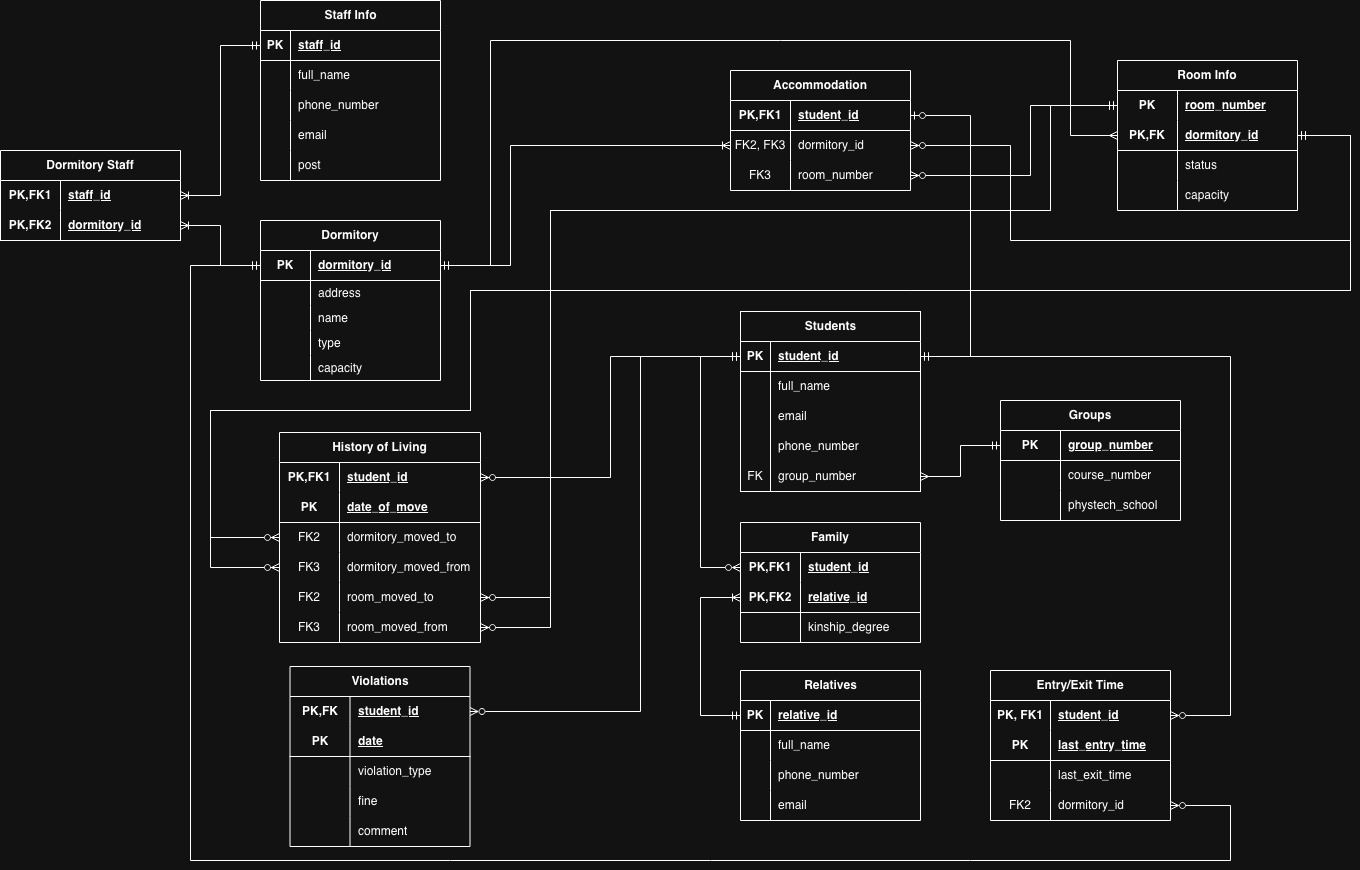 Staff Info
PK staff_id
full_name
phone_number
email
post
Dormitory Staff
PK,FK1 staff_id
PK,FK2 dormitory_id
Dormitory
PK dormitory_id
address
name
type
capacity
Accommodation
PK,FK1 student_id
FK2, FK3 dormitory_id
FK3 room_number
Room Info
PK room_number
PK,FK dormitory_id
status
capacity
Students
PK student_id
full_name
email
phone_number
FK group_number
Groups
PK group_number
course_number
phystech_school
History of Living
PK,FK1 student_id
PK date_of_move
FK2 dormitory_moved_to
FK3 dormitory_moved_from
FK2 room_moved_to
FK3 room_moved_from
Family
PK,FK1 student_id
PK,FK2 relative_id
kinship_degree
Violations
PK,FK student_id
PK date
violation_type
fine
comment
Relatives
PK relative_id
full_name
phone_number
email
Entry/Exit Time
PK, FK1 student_id
PK last_entry_time
last_exit_time
FK2 dormitory_id